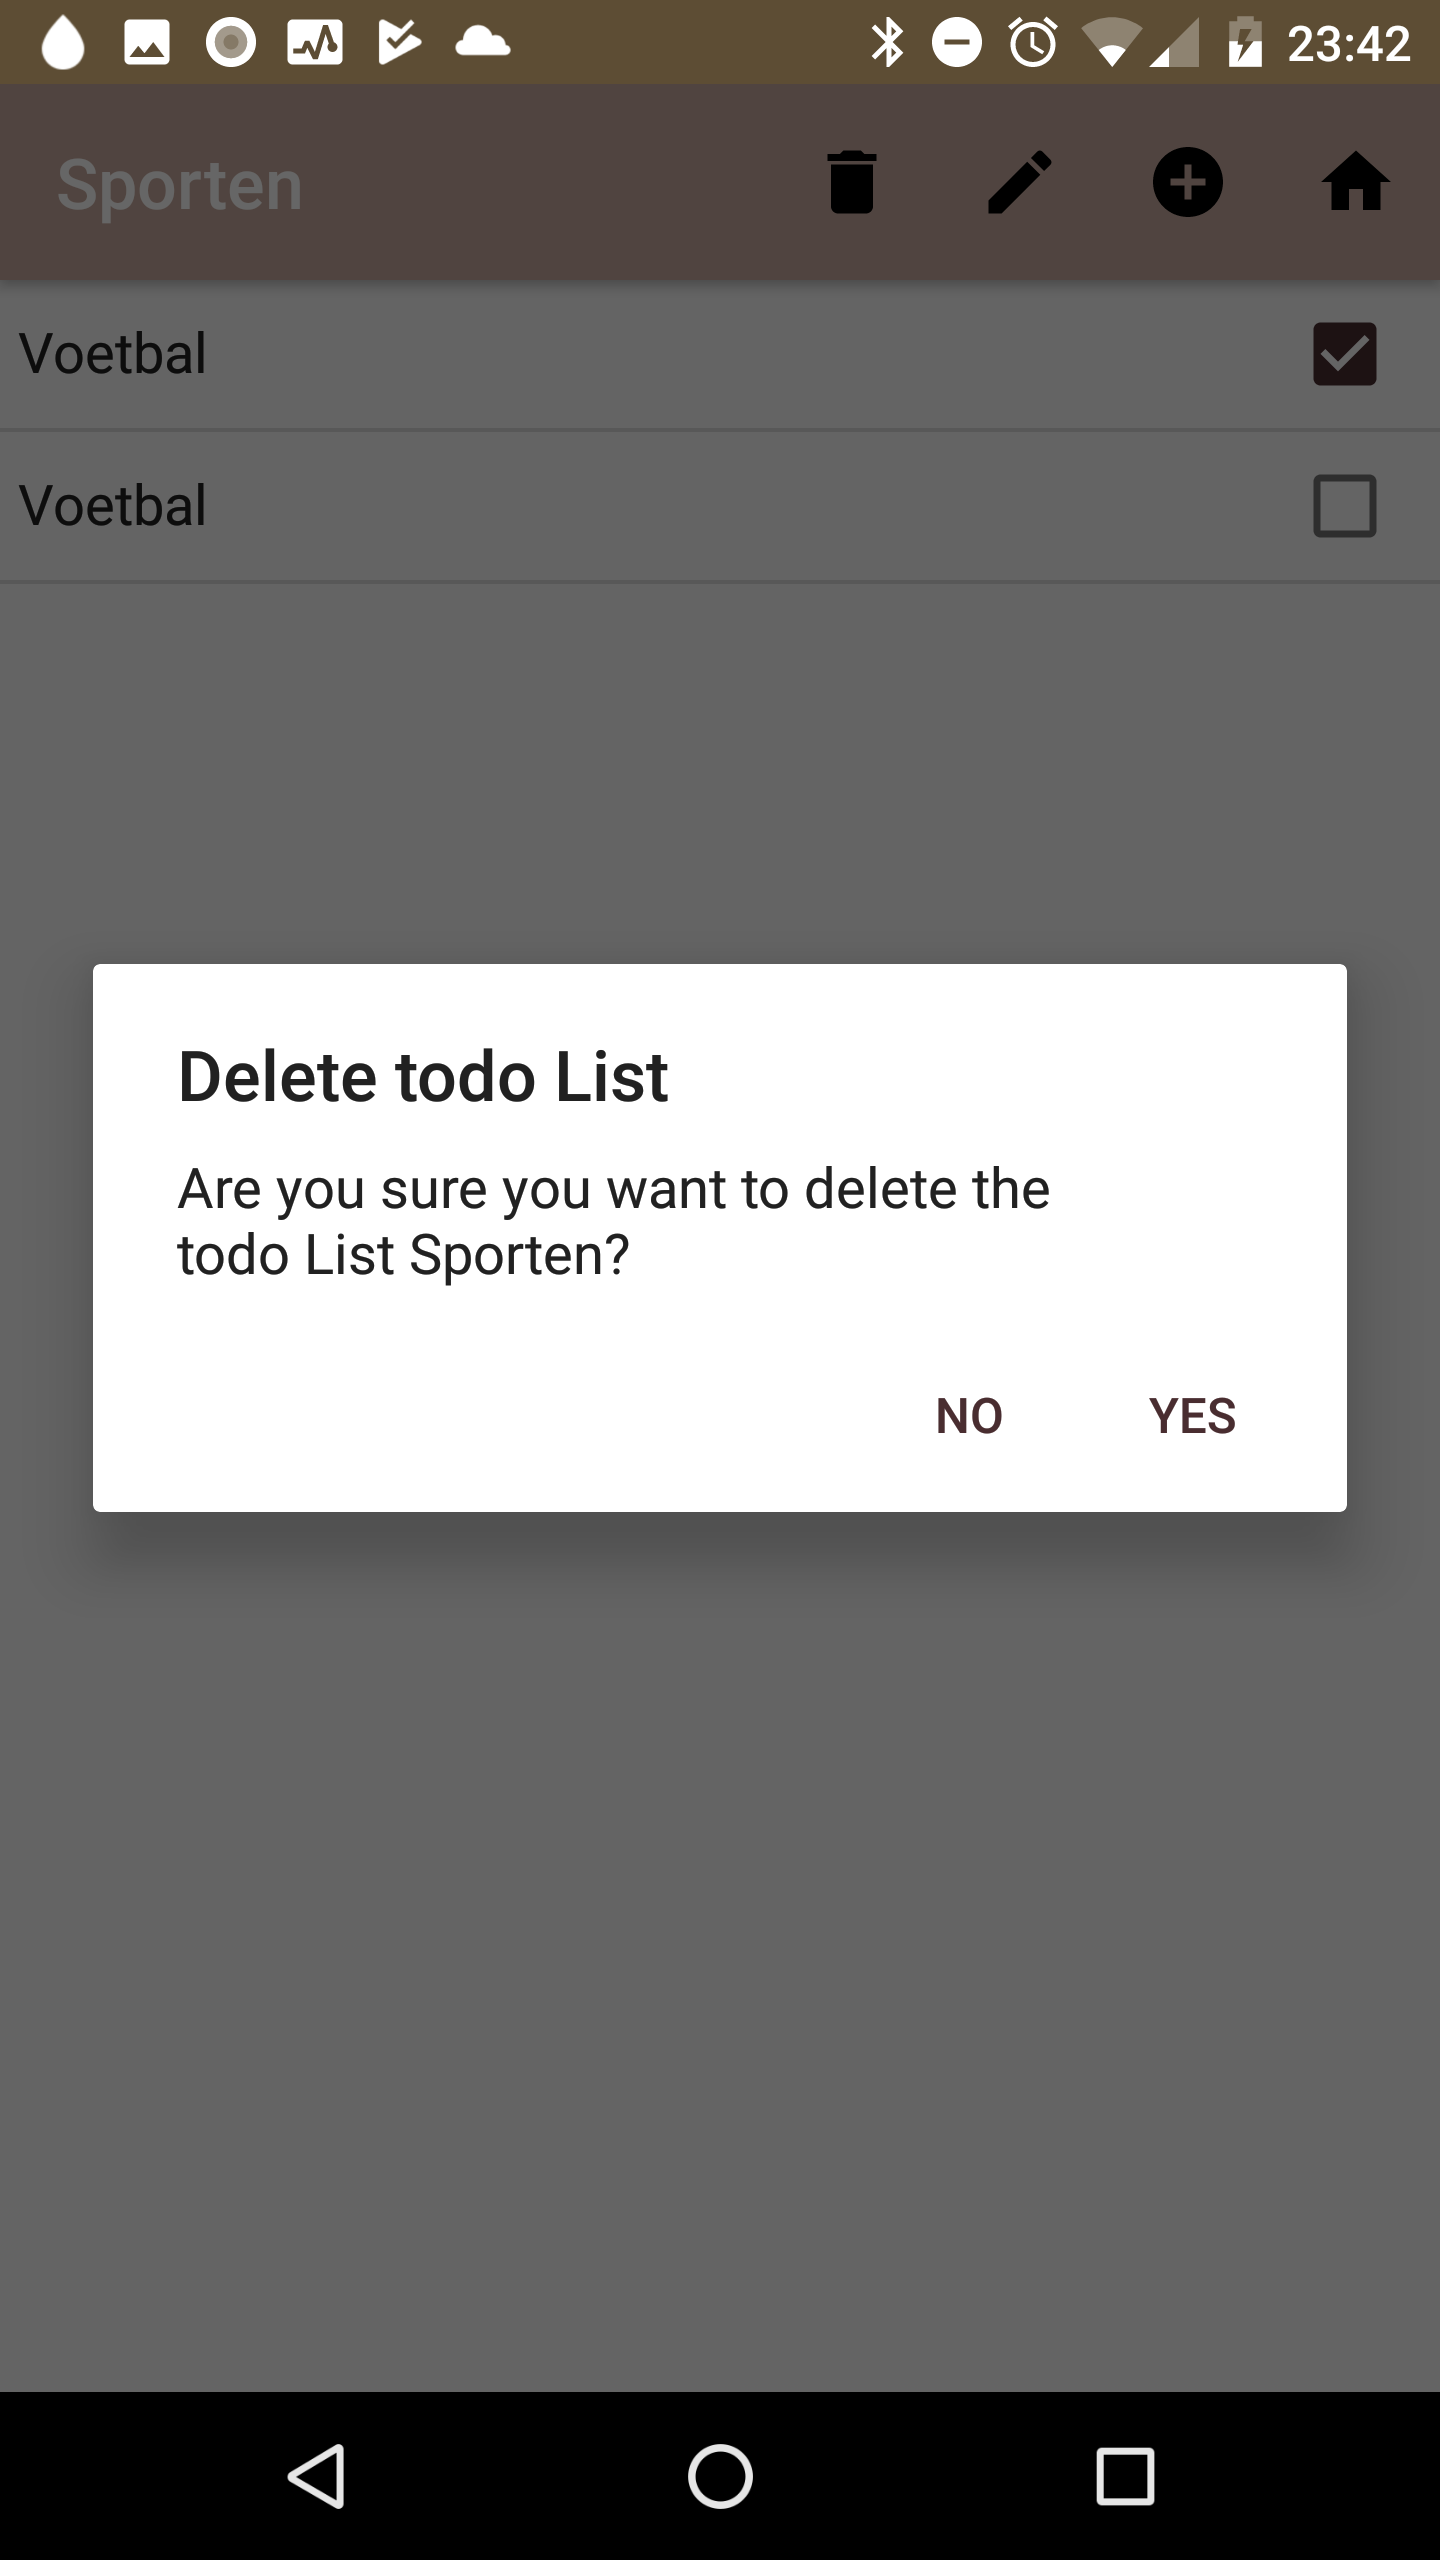 23:42
Sporten
Voetbal
Voetbal
Delete todo List
Are you sure you want to delete the
todo List Sporten?
NO YES